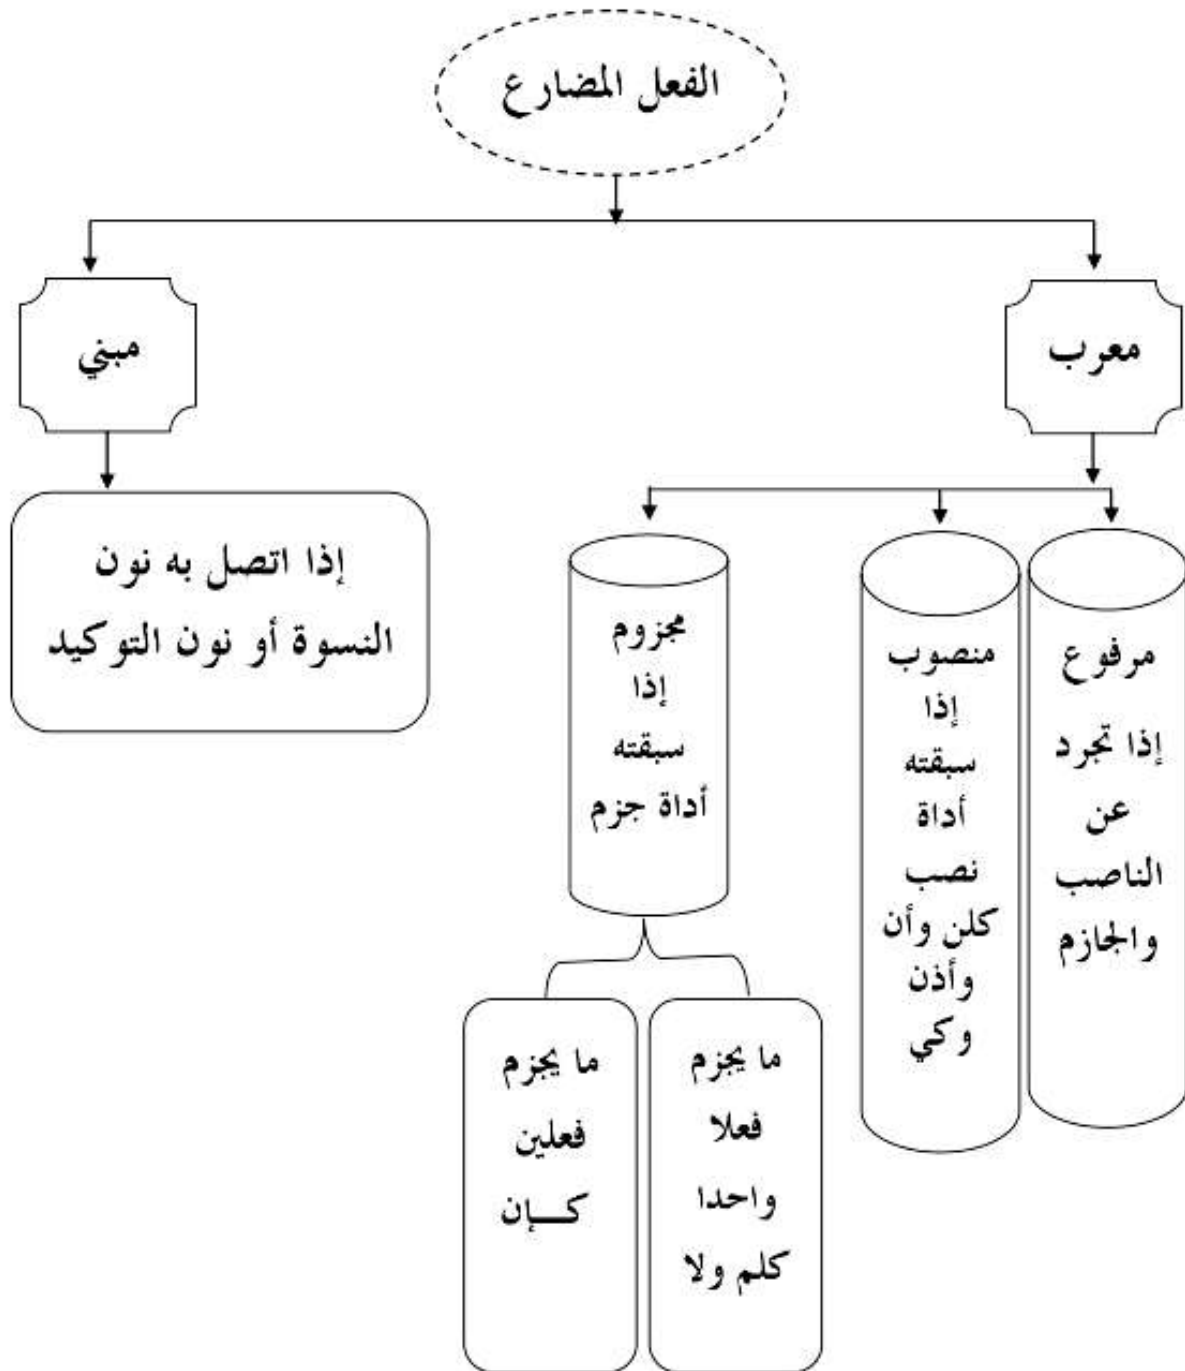 الفعل المضارع
معرب
مبني
مرفوع
إذا تجرد
عن
الناصب
والجازم
منصوب
إذا
سبقته
أداة
نصب
كلن وأن
وأذن
وكي
مجزوم
إذا
سبقته
أداة جزم
ما يجزم
فعلا
واحدا
كلم ولا
ما يجزم
فعلين
كــإن
إذا اتصل به نون
النسوة أو نون التوكيد